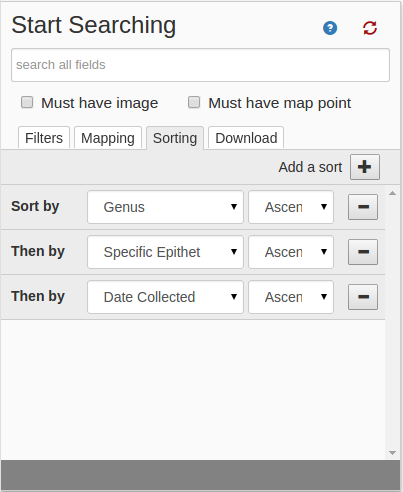 Start Searching
search all fields
Must have image Must have map point
Filters Mapping Sorting Download
Add a sort
Sort by Genus Ascen
Then by Specific Epithet Ascen
Then by Date Collected Ascen